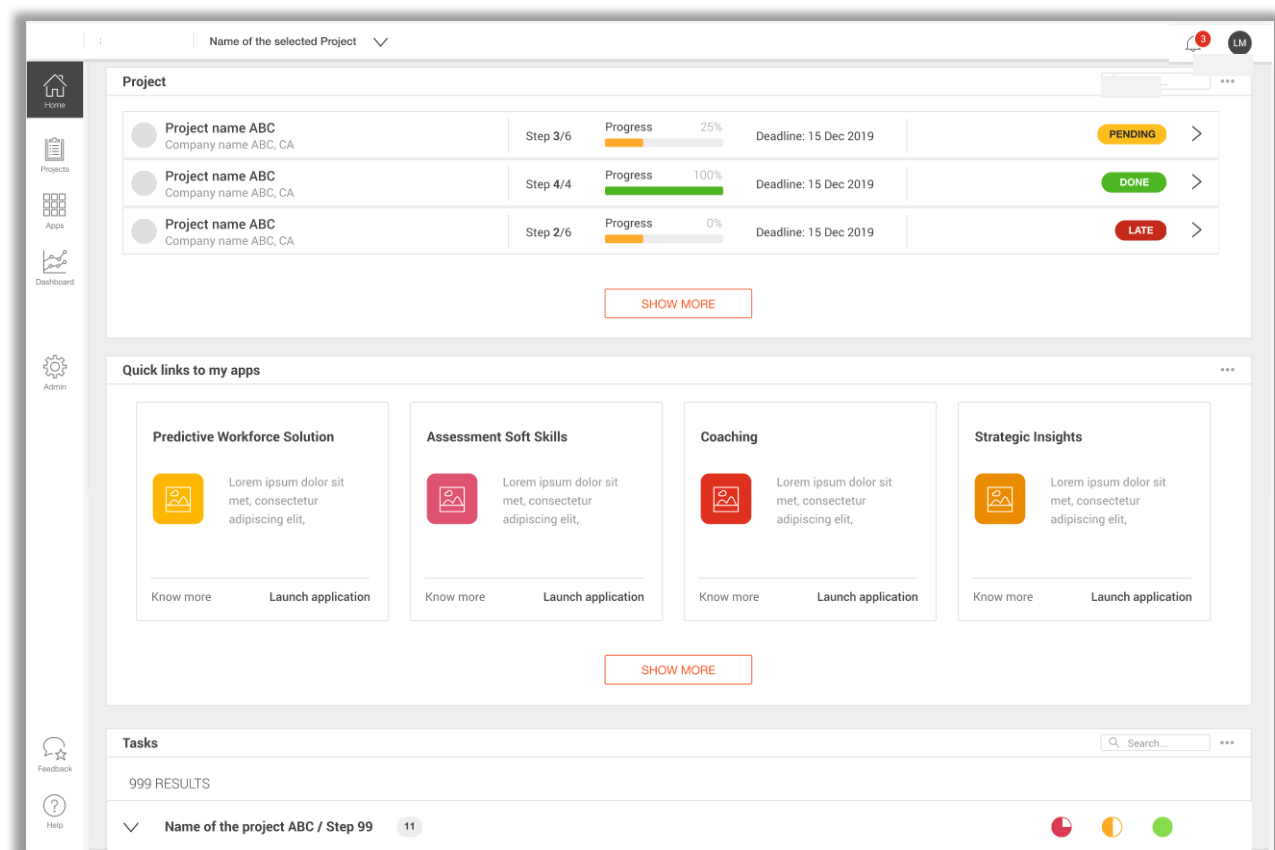 Name of the selected Project
3
LM
Home
Projects
Apps
Dashboard
Admin
Feedback
Help
Project
...
Project name ABC
Company name ABC, CA
Step 3/6
Progress 25%
Deadline: 15 Dec 2019
PENDING
Project name ABC
Company name ABC, CA
Step 4/4
Progress 100%
Deadline: 15 Dec 2019
DONE
Project name ABC
Company name ABC, CA
Step 2/6
Progress 0%
Deadline: 15 Dec 2019
LATE
SHOW MORE
Quick links to my apps
Predictive Workforce Solution
Lorem ipsum dolor sit
met, consectetur
adipiscing elit,
Know more Launch application
Assessment Soft Skills
Lorem ipsum dolor sit
met, consectetur
adipiscing elit,
Know more Launch application
Coaching
Lorem ipsum dolor sit
met, consectetur
adipiscing elit,
Know more Launch application
Strategic Insights
Lorem ipsum dolor sit
met, consectetur
adipiscing elit,
Know more Launch application
SHOW MORE
Tasks
Search...
999 RESULTS
Name of the project ABC / Step 99 11